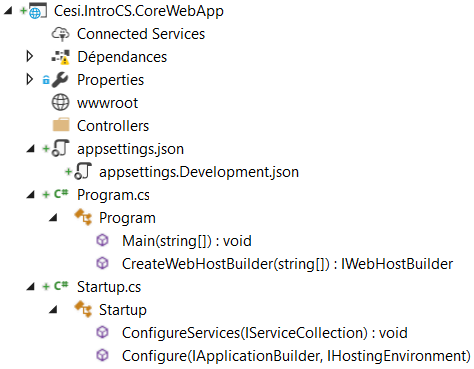 Cesi.IntroCS.CoreWebApp
Connected Services
Dépendances
Properties
wwwroot
Controllers
appsettings.json
appsettings.Development.json
C# Program.cs
Program
Main(string[]) : void
CreateWebHostBuilder(string[]) : IWebHostBuilder
C# Startup.cs
Startup
ConfigureServices(IServiceCollection) : void
Configure(IApplicationBuilder, IHostingEnvironment)